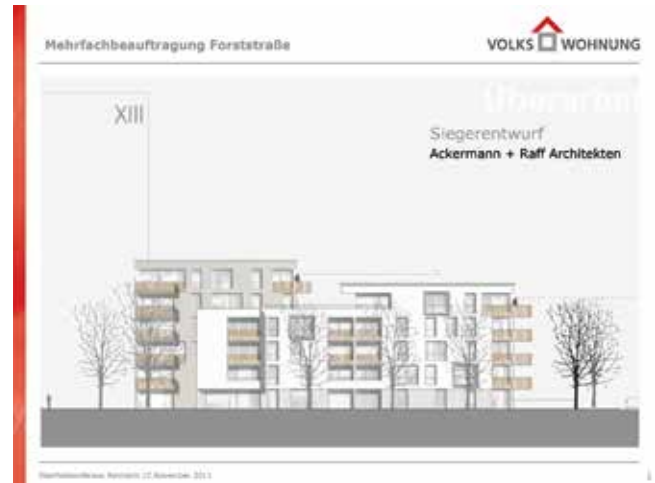 Mehrfachbeauftragung Forststraße
VOLKS WOHNUNG
XIII
Siegerentwurf
Ackermann + Raff Architekten